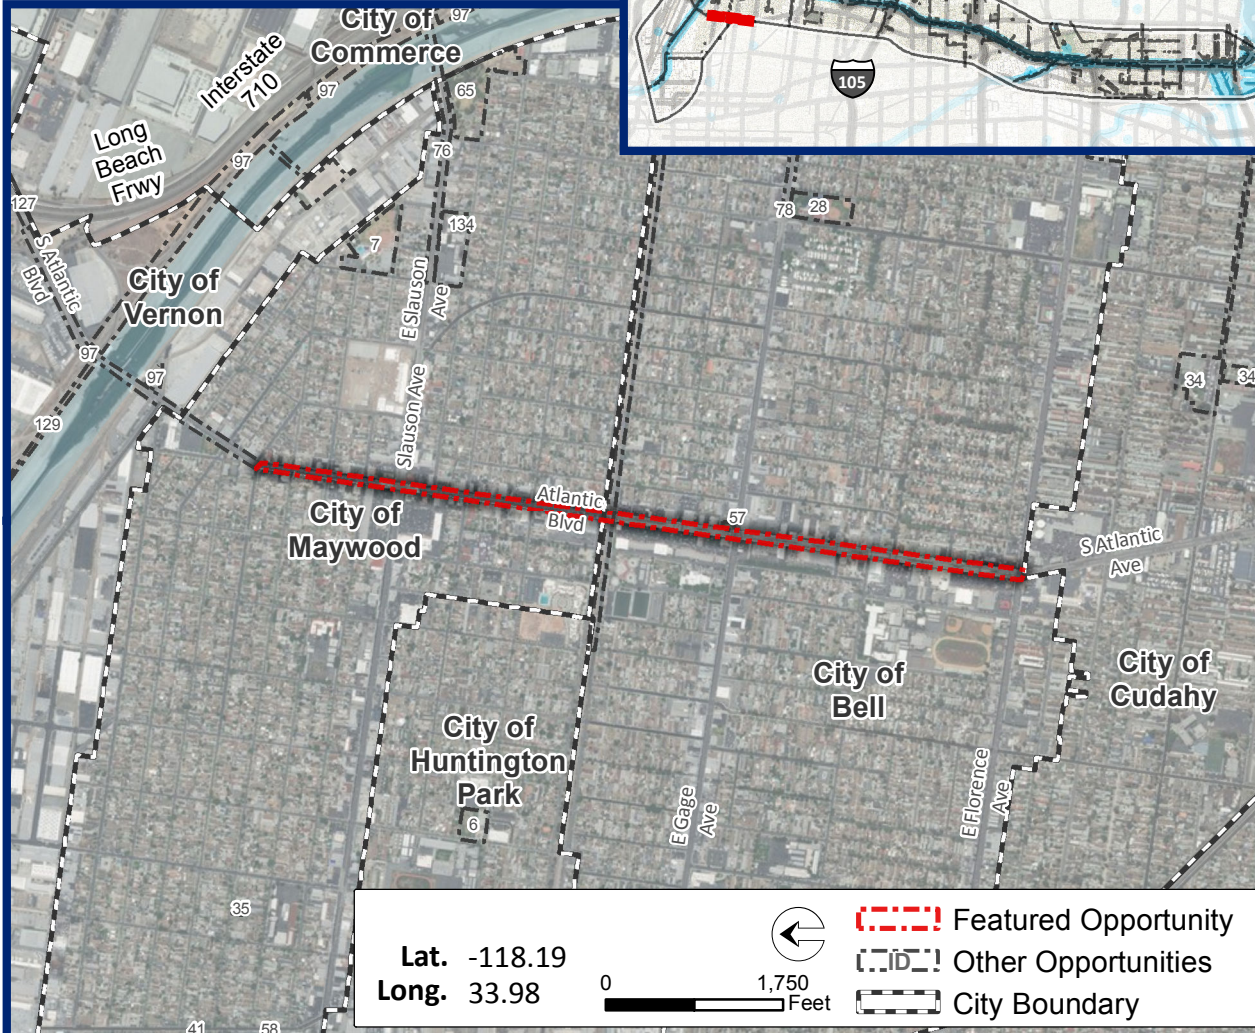 City of
Commerce
97
Interstate
710
97
65
105
Long
Beach
Frwy
97
76
127
S Atlantic
Blvd
7
134
78
28
City of
Vernon
E Slauson
Ave
97
97
34
34
129
Slauson Ave
City of
Maywood
Atlantic
Blvd
57
S Atlantic
Ave
City of
Bell
City of
Cudahy
City of
Huntington
Park
6
E Gage
Ave
E Florence
Ave
35
41
58
Lat. -118.19
Long. 33.98
0
1,750
Feet
Featured Opportunity
ID
Other Opportunities
City Boundary